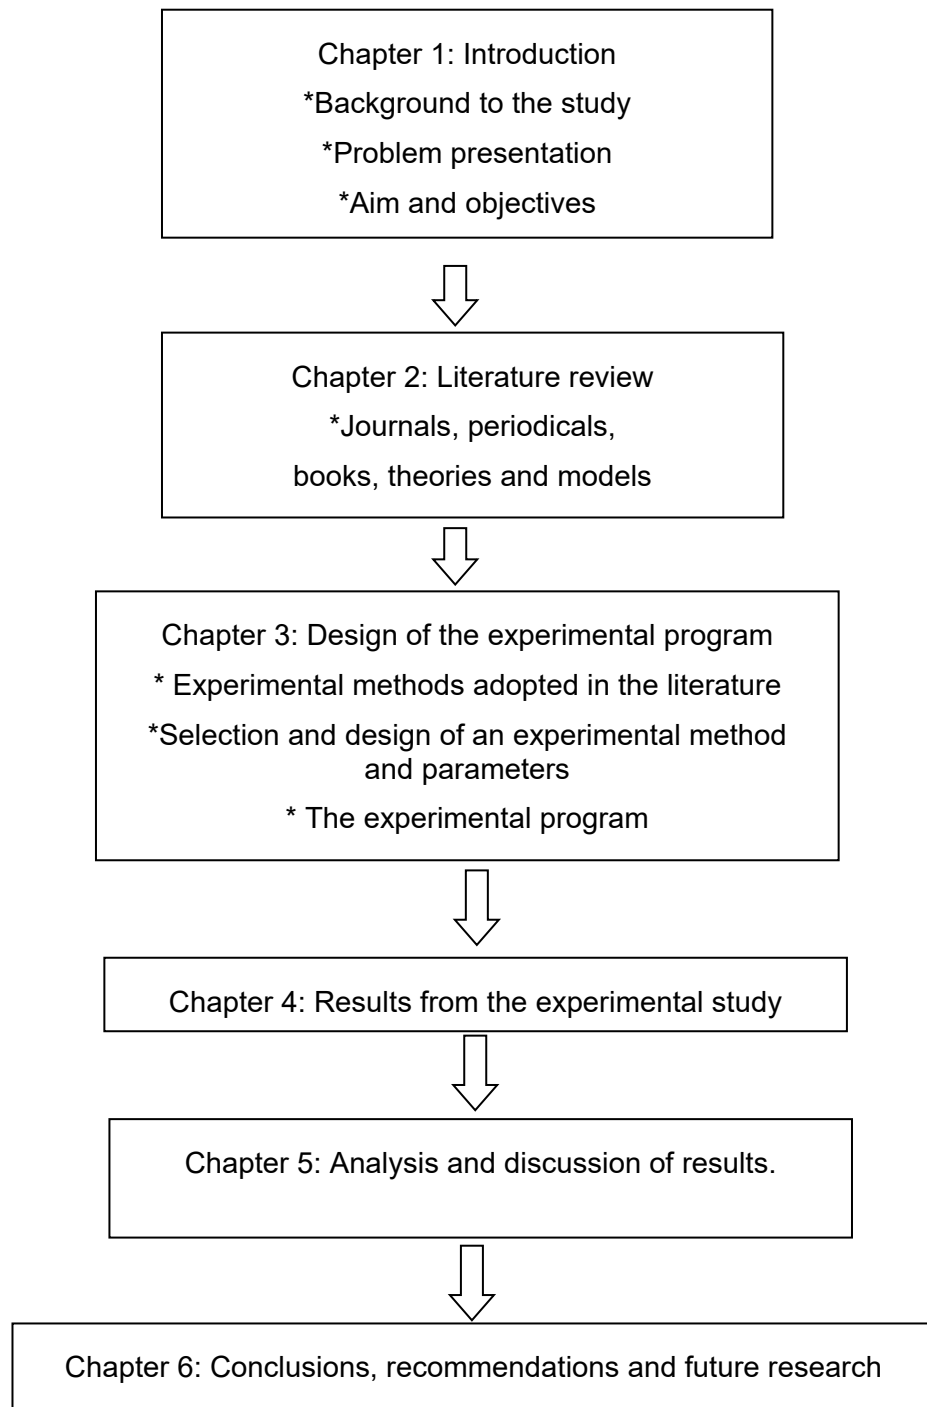 Chapter 1: Introduction
*Background to the study
*Problem presentation
*Aim and objectives
Chapter 2: Literature review
*Journals, periodicals,
books, theories and models
Chapter 3: Design of the experimental program
* Experimental methods adopted in the literature
*Selection and design of an experimental method
and parameters
* The experimental program
Chapter 4: Results from the experimental study
Chapter 5: Analysis and discussion of results.
Chapter 6: Conclusions, recommendations and future research